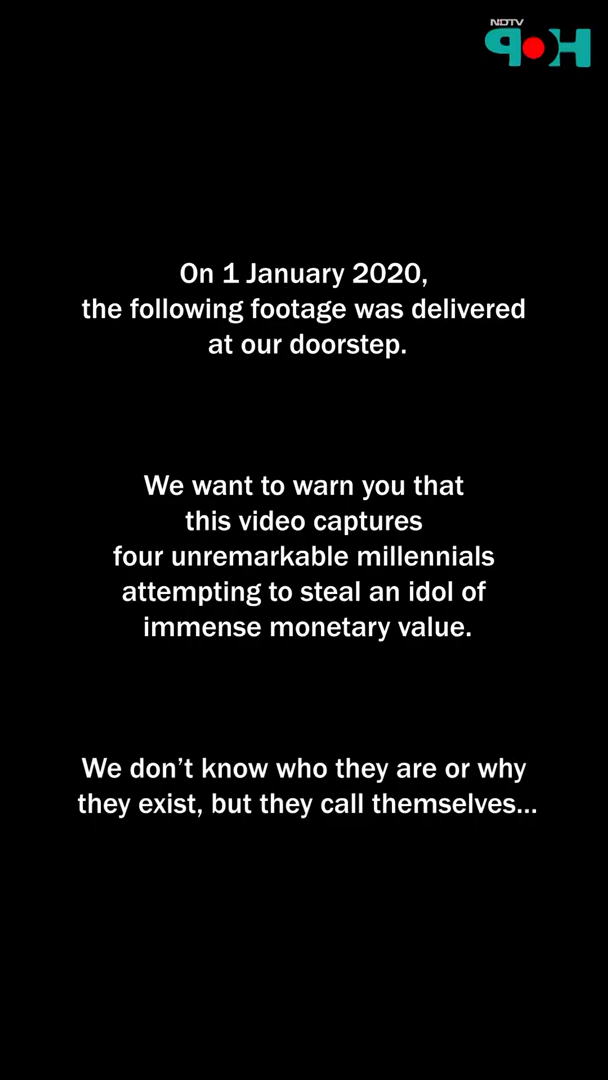 NDTV
HOP
On 1 January 2020,
the following footage was delivered
at our doorstep.
We want to warn you that
this video captures
four unremarkable millennials
attempting to steal an idol of
immense monetary value.
We don’t know who they are or why
they exist, but they call themselves...